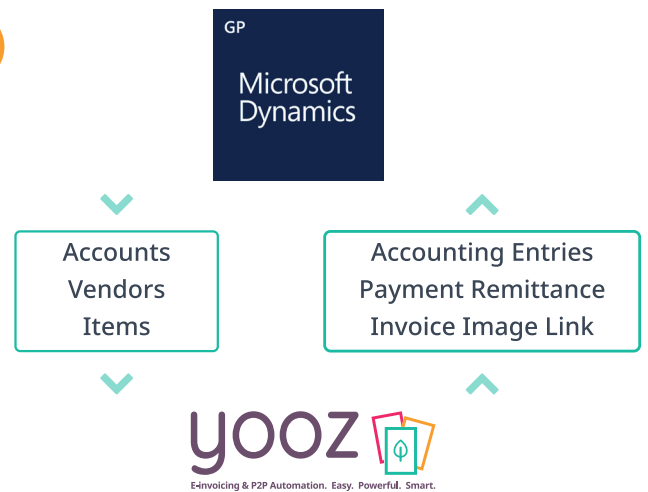 GP
Microsoft
Dynamics
Accounts
Vendors
Items
Accounting Entries
Payment Remittance
Invoice Image Link
yooz
E-invoicing & P2P Automation. Easy. Powerful. Smart.